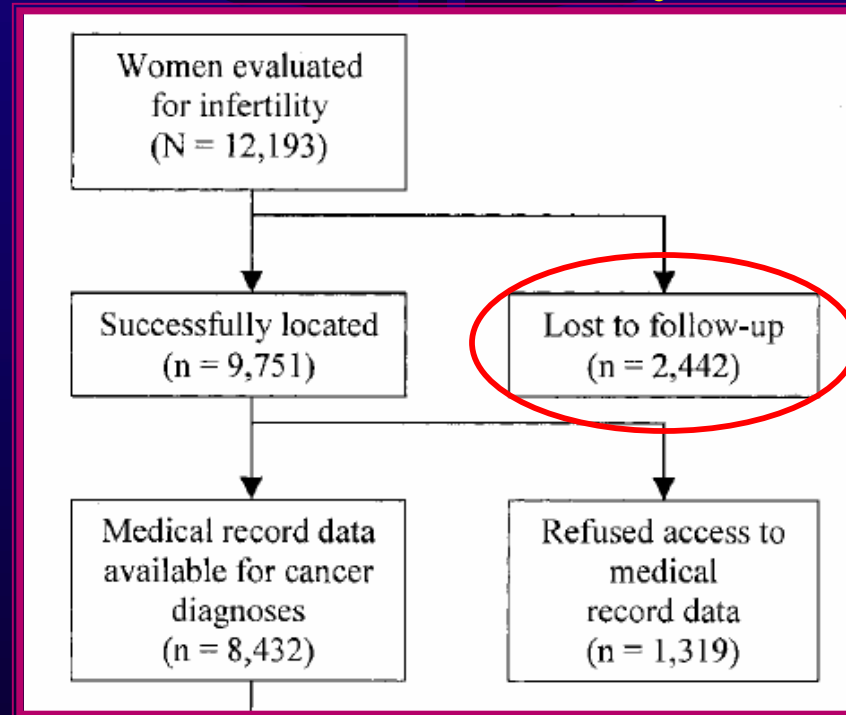 Women evaluated
for infertility
(N = 12,193)
Successfully located
(n = 9,751)
Lost to follow-up
(n = 2,442)
Medical record data
available for cancer
diagnoses
(n = 8,432)
Refused access to
medical
record data
(n = 1,319)